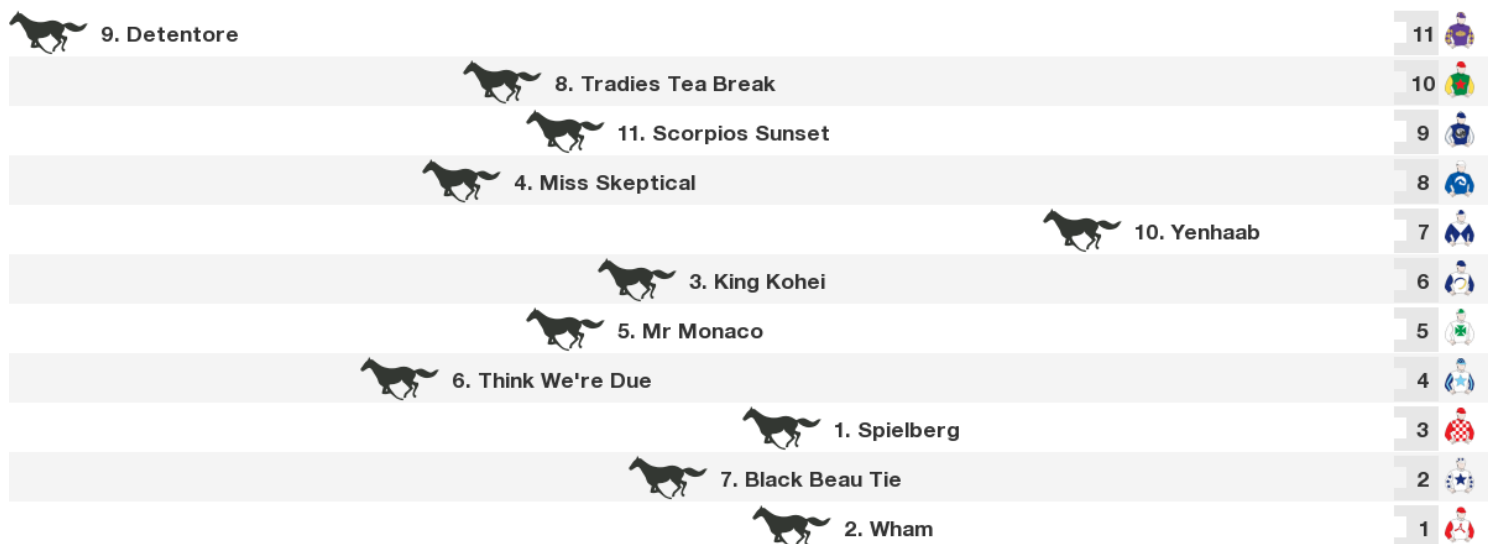 9. Detentore 11
8. Tradies Tea Break 10
11. Scorpios Sunset 9
4. Miss Skeptical 8
10. Yenhaab 7
3. King Kohei 6
5. Mr Monaco 5
6. Think We're Due 4
1. Spielberg 3
7. Black Beau Tie 2
2. Wham 1